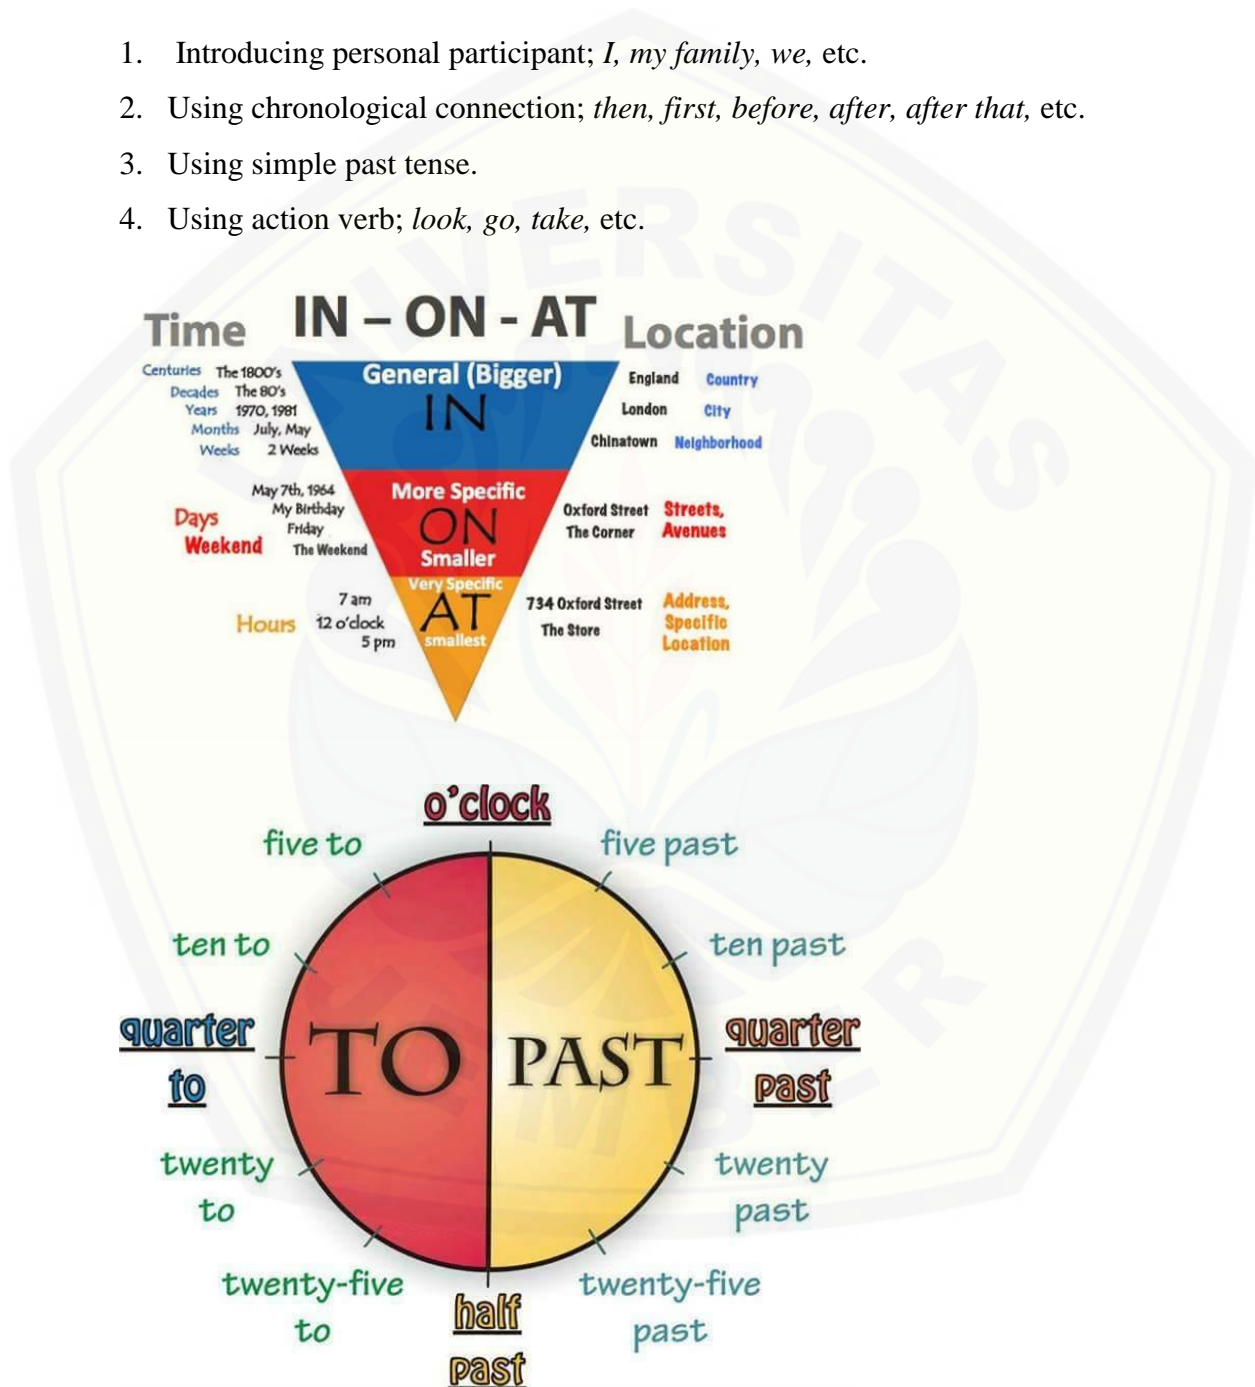 1. Introducing personal participant; I, my family, we, etc.
2. Using chronological connection; then, first, before, after, after that, etc.
3. Using simple past tense.
4. Using action verb; look, go, take, etc.
Time IN – ON - AT Location
Centuries The 1800's General (Bigger) England Country
Decades The 80's IN
Years 1970, 1981 London City
Months July, May
Weeks 2 Weeks Chinatown Neighborhood
May 7th, 1964 More Specific
Days My Birthday ON Oxford Street Streets,
Friday The Corner Avenues
Weekend The Weekend Smaller
Very Specific
7 am AT 734 Oxford Street Address,
Hours 12 o'clock The Store Specific
5 pm smallest Location
o'clock
five to five past
ten to ten past
quarter TO PAST quarter
to past
twenty twenty
to past
twenty-five twenty-five
to half past
past
UNIVERSITAS
JEMBER